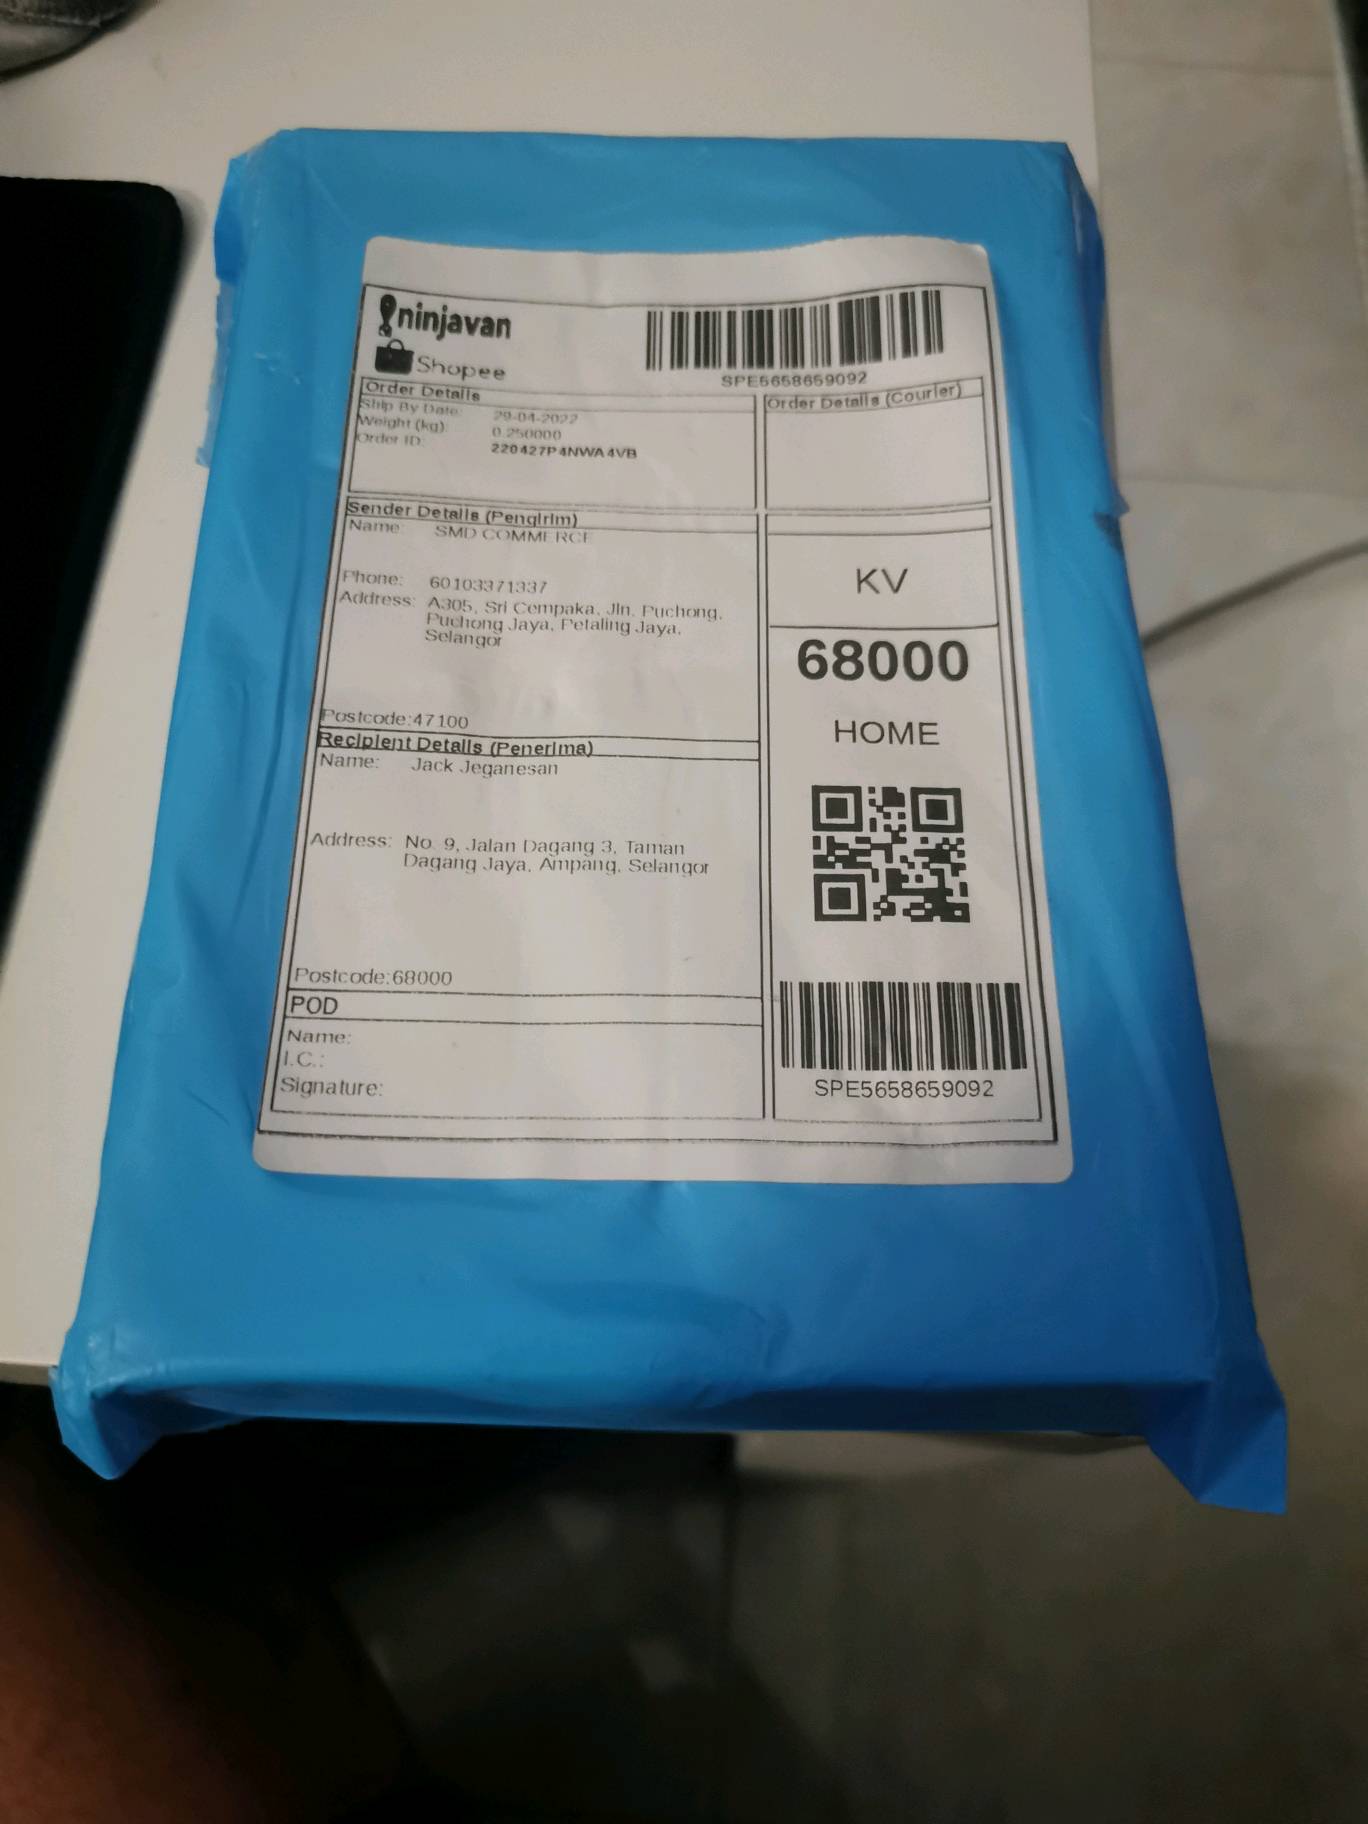 ninjavan
Shopee
SPE5658659092
Order Details
Ship By Date: 29-04-2022
Weight (kg): 0.250000
Order ID: 220427P4NWA4VB
Order Details (Courier)
Sender Details (Pengirim)
Name: SMD COMMERCE
Phone: 60103371337
Address: A305, Sri Cempaka, Jln. Puchong,
Puchong Jaya, Petaling Jaya,
Selangor
Postcode:47100
Recipient Details (Penerima)
Name: Jack Jeganesan
Address: No. 9, Jalan Dagang 3, Taman
Dagang Jaya, Ampang, Selangor
Postcode:68000
POD
Name:
I.C.:
Signature:
KV
68000
HOME
SPE5658659092